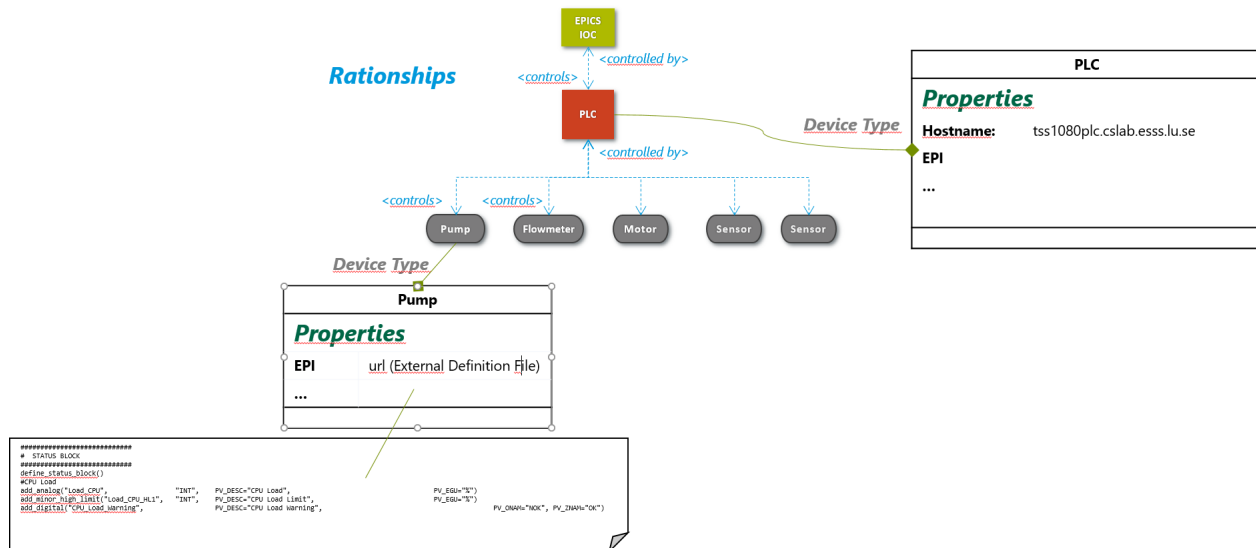 EPICS
IOC
<controlled by>
Rationships
<controls>
PLC
PLC
Properties
Device Type
Hostname: tss1080plc.cslab.esss.lu.se
<controlled by>
EPI
...
<controls> <controls>
Pump Flowmeter Motor Sensor Sensor
Device Type
Pump
Properties
EPI url (External Definition File)
...
############################
# STATUS BLOCK
############################
define_status_block()
#CPU Load
add_analog("Load_CPU", "INT", PV_DESC="CPU Load", PV_EGU="%")
add_minor_high_limit("Load_CPU_HL1", "INT", PV_DESC="CPU Load Limit", PV_EGU="%")
add_digital("CPU_Load_Warning", PV_DESC="CPU Load Warning", PV_ONAM="NOK", PV_ZNAM="OK")